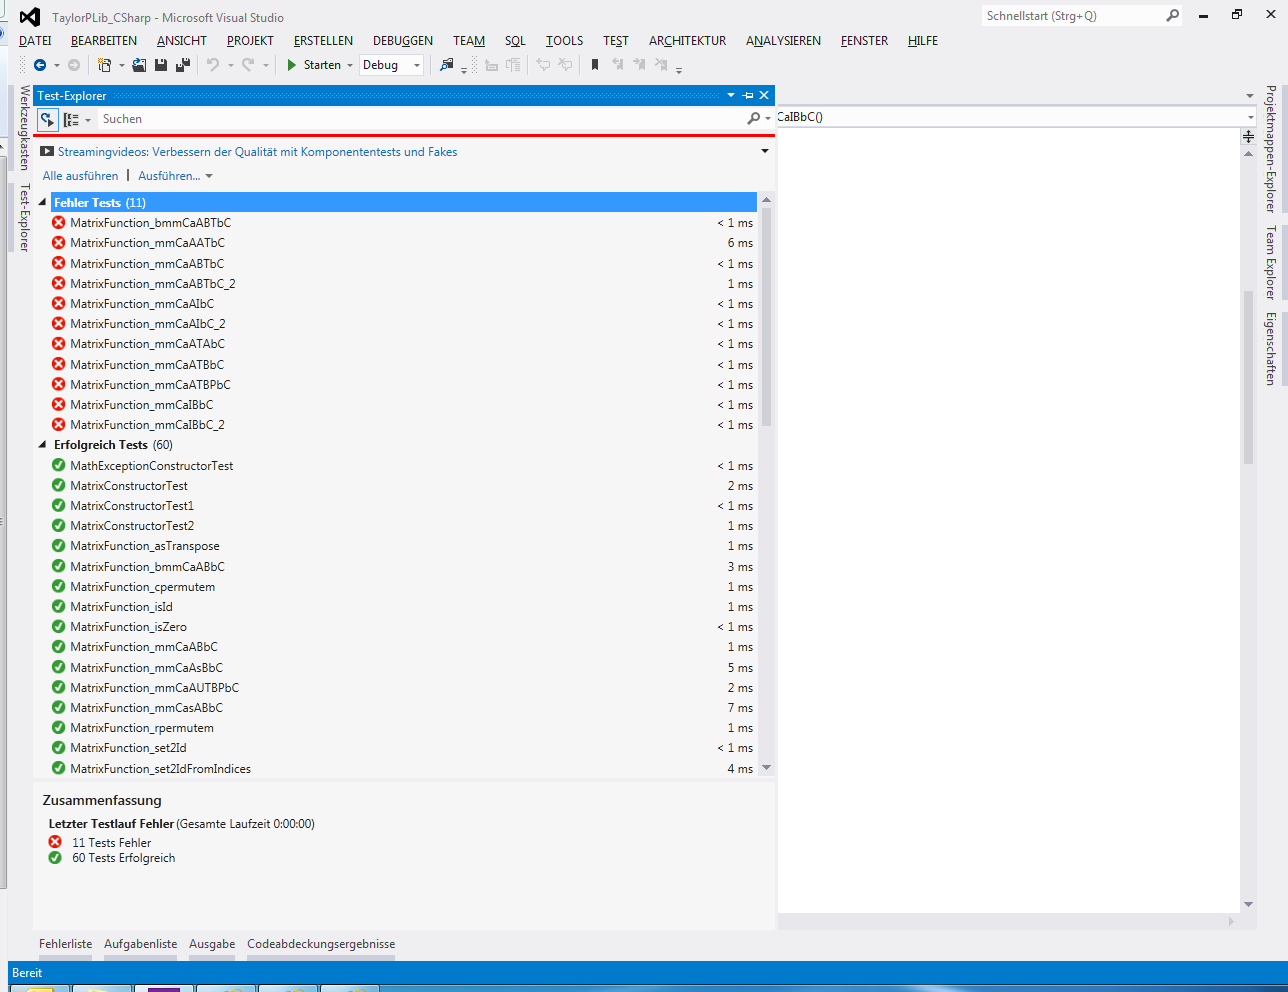 TaylorPLib_CSharp - Microsoft Visual Studio
Schnellstart (Strg+Q)
DATEI BEARBEITEN ANSICHT PROJEKT ERSTELLEN DEBUGGEN TEAM SQL TOOLS TEST ARCHITEKTUR ANALYSIEREN FENSTER HILFE
Starten Debug
Werkzeugkasten
Test-Explorer
Test-Explorer
Suchen
CaIBbC()
Streamingvideos: Verbessern der Qualität mit Komponententests und Fakes
Alle ausführen | Ausführen...
Fehler Tests (11)
MatrixFunction_bmmCaABTbC < 1 ms
MatrixFunction_mmCaAATbC 6 ms
MatrixFunction_mmCaABTbC < 1 ms
MatrixFunction_mmCaABTbC_2 1 ms
MatrixFunction_mmCaAIbC < 1 ms
MatrixFunction_mmCaAIbC_2 < 1 ms
MatrixFunction_mmCaATAbC < 1 ms
MatrixFunction_mmCaATBbC < 1 ms
MatrixFunction_mmCaATBPbC < 1 ms
MatrixFunction_mmCaIBbC < 1 ms
MatrixFunction_mmCaIBbC_2 < 1 ms
Erfolgreich Tests (60)
MathExceptionConstructorTest < 1 ms
MatrixConstructorTest 2 ms
MatrixConstructorTest1 < 1 ms
MatrixConstructorTest2 1 ms
MatrixFunction_asTranspose 1 ms
MatrixFunction_bmmCaABbC 3 ms
MatrixFunction_cpermutem 1 ms
MatrixFunction_isId 1 ms
MatrixFunction_isZero < 1 ms
MatrixFunction_mmCaABbC 1 ms
MatrixFunction_mmCaAsBbC 5 ms
MatrixFunction_mmCaAUTBPbC 2 ms
MatrixFunction_mmCasABbC 7 ms
MatrixFunction_rpermutem 1 ms
MatrixFunction_set2Id < 1 ms
MatrixFunction_set2IdFromIndices 4 ms
Zusammenfassung
Letzter Testlauf Fehler (Gesamte Laufzeit 0:00:00)
11 Tests Fehler
60 Tests Erfolgreich
Projektmappen-Explorer
Team Explorer
Eigenschaften
Fehlerliste Aufgabenliste Ausgabe Codeabdeckungsergebnisse
Bereit